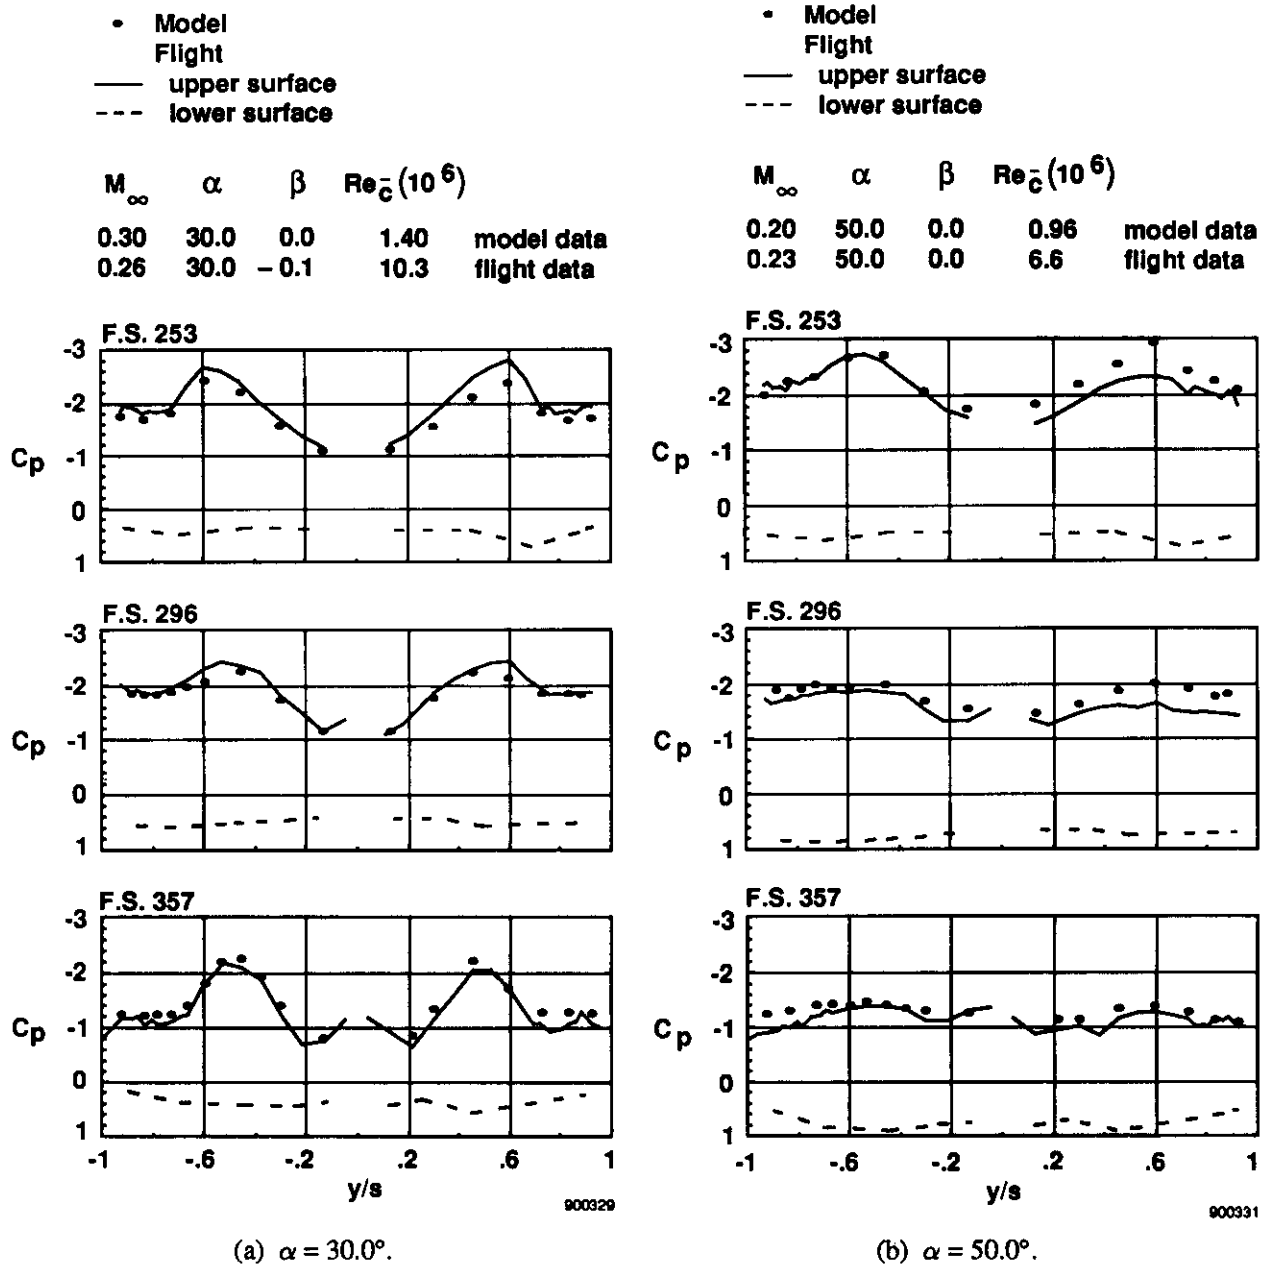 Model
Flight
upper surface
lower surface
M∞ α β Re c̄ (10 6)
0.30 30.0 0.0 1.40 model data
0.26 30.0 – 0.1 10.3 flight data
F.S. 253
-3
-2
Cp -1
0
1
F.S. 296
-3
-2
Cp -1
0
1
F.S. 357
-3
-2
Cp -1
0
1
-1 -.6 -.2 .2 .6 1
y/s
900329
(a) α = 30.0°.
Model
Flight
upper surface
lower surface
M∞ α β Re c̄ (10 6)
0.20 50.0 0.0 0.96 model data
0.23 50.0 0.0 6.6 flight data
F.S. 253
-3
-2
Cp -1
0
1
F.S. 296
-3
-2
Cp -1
0
1
F.S. 357
-3
-2
Cp -1
0
1
-1 -.6 -.2 .2 .6 1
y/s
900331
(b) α = 50.0°.